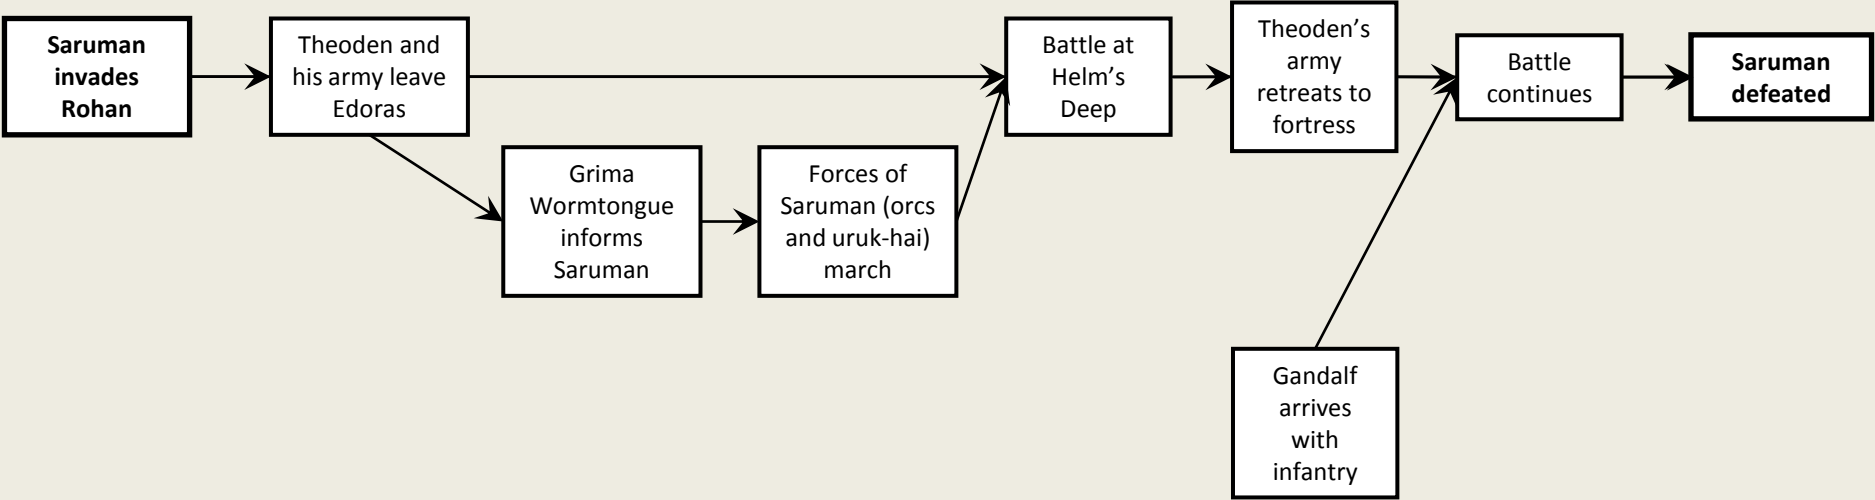 Saruman
invades
Rohan
Theoden and
his army leave
Edoras
Grima
Wormtongue
informs
Saruman
Forces of
Saruman (orcs
and uruk-hai)
march
Battle at
Helm's
Deep
Theoden's
army
retreats to
fortress
Gandalf
arrives
with
infantry
Battle
continues
Saruman
defeated